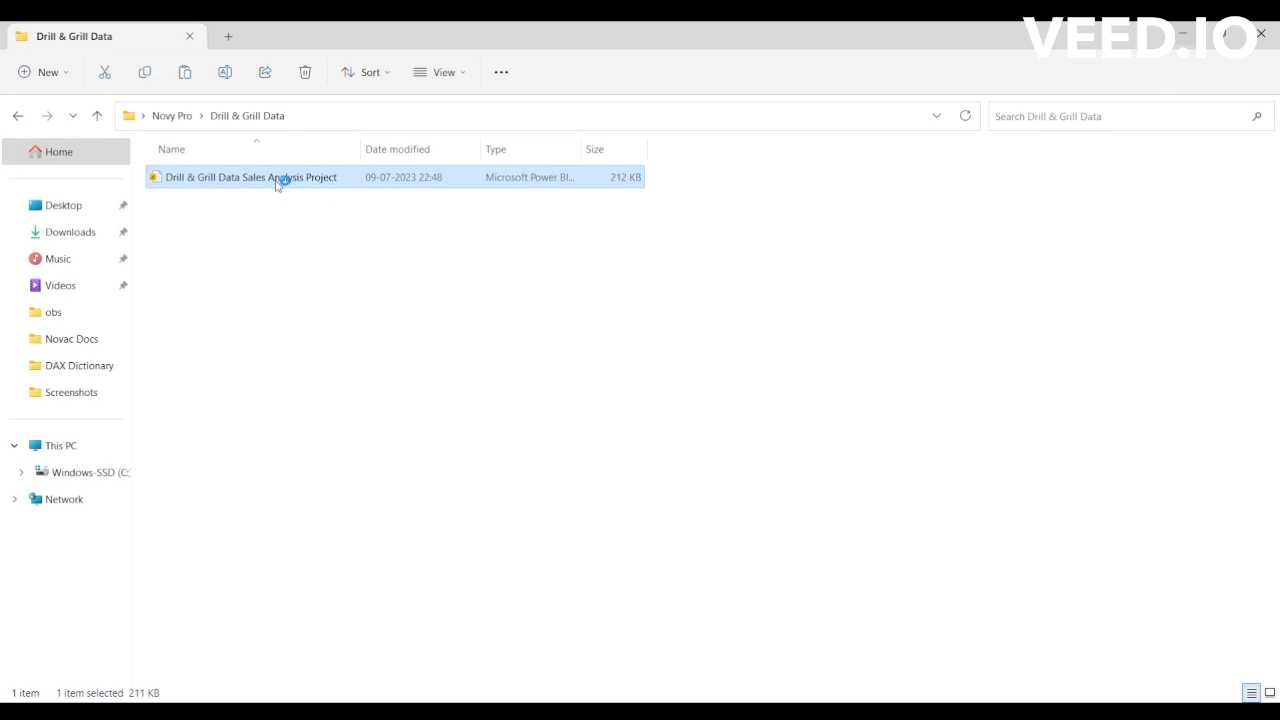 Drill & Grill Data
VEED.IO
New
Sort
View
Novy Pro
Drill & Grill Data
Search Drill & Grill Data
Home
Name
Date modified
Type
Size
Drill & Grill Data Sales Analysis Project
09-07-2023 22:48
Microsoft Power BI...
212 KB
Desktop
Downloads
Music
Videos
obs
Novac Docs
DAX Dictionary
Screenshots
This PC
Windows-SSD (C:
Network
1 item
1 item selected
211 KB